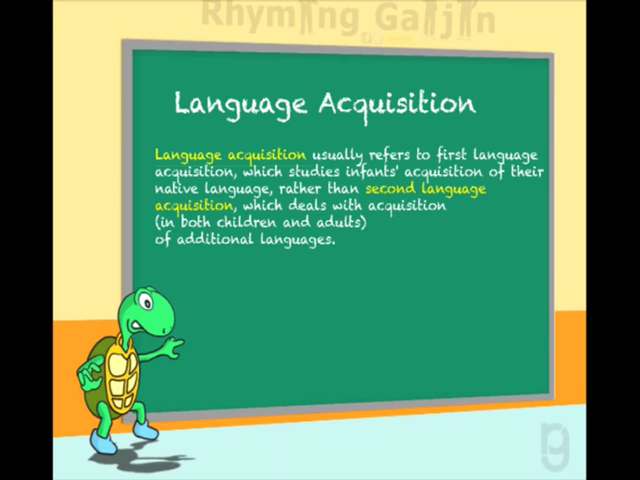 Rhyming Gaijin
Language Acquisition
Language acquisition usually refers to first language
acquisition, which studies infants' acquisition of their
native language, rather than second language
acquisition, which deals with acquisition
(in both children and adults)
of additional languages.
rg